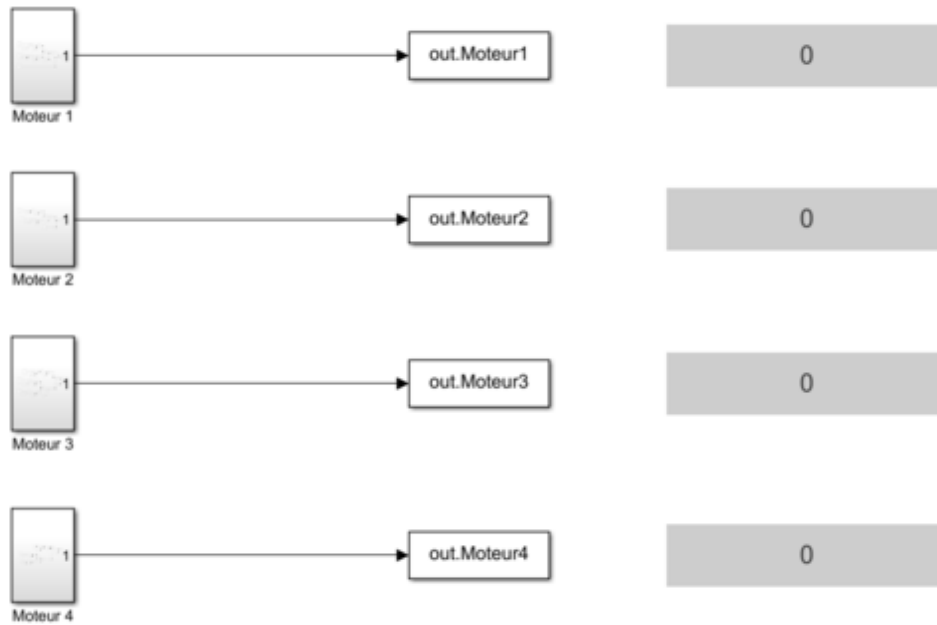 1
out.Moteur1
0
Moteur 1
1
out.Moteur2
0
Moteur 2
1
out.Moteur3
0
Moteur 3
1
out.Moteur4
0
Moteur 4